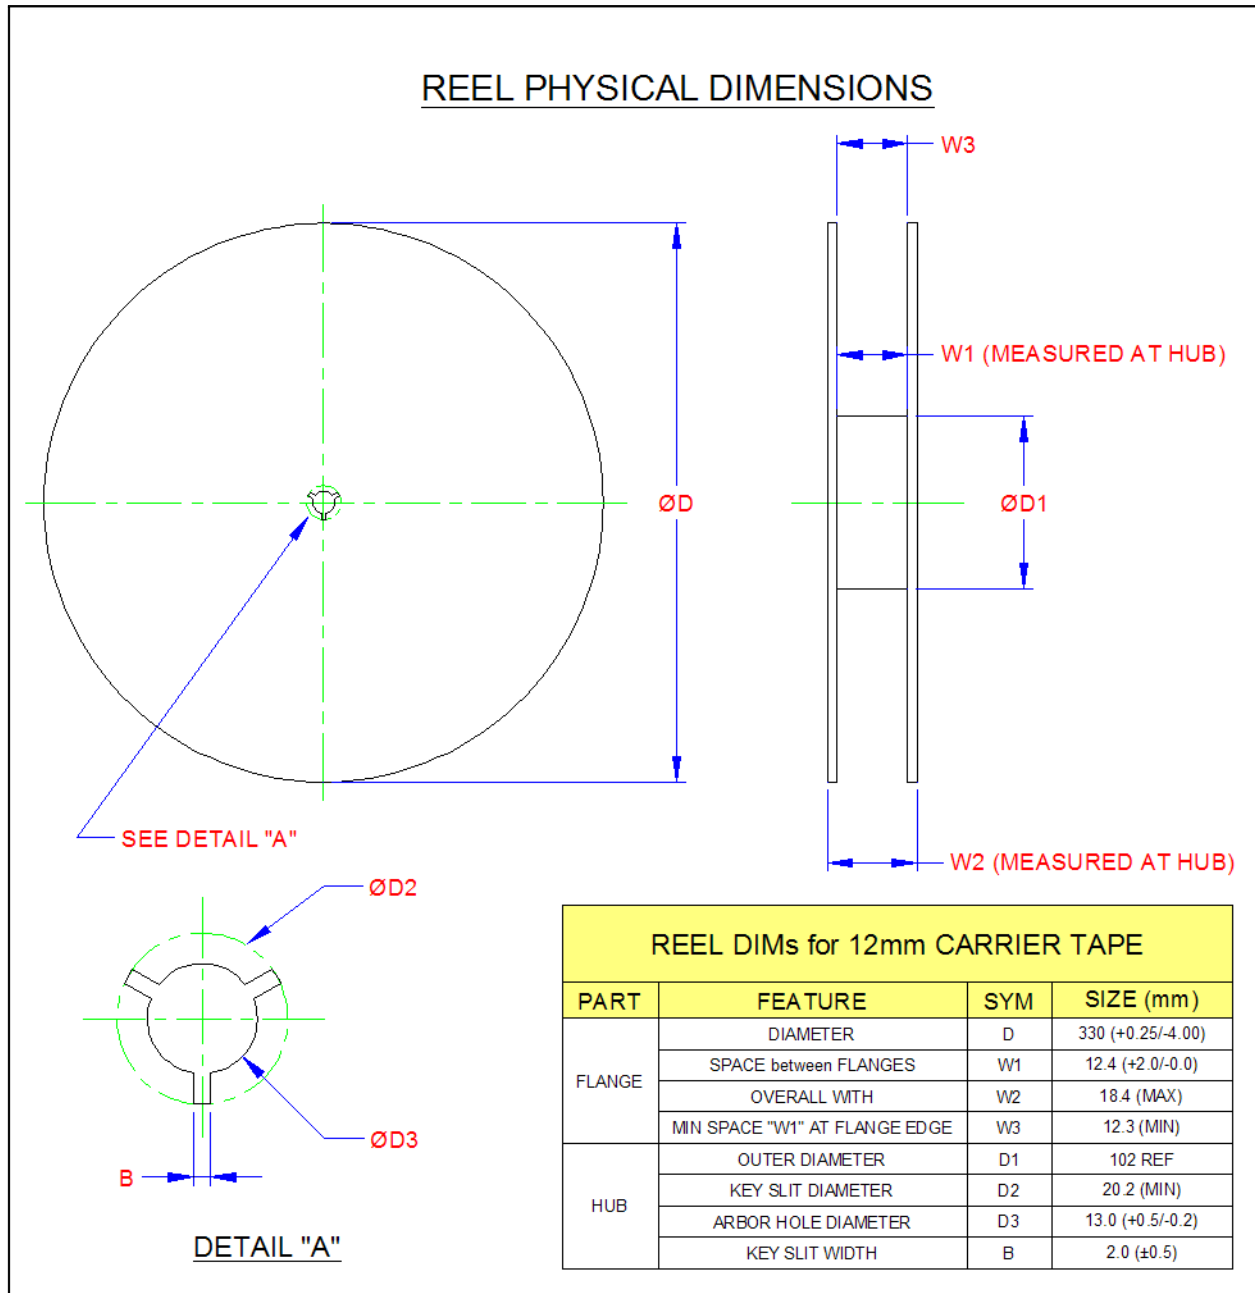 REEL PHYSICAL DIMENSIONS
W3
W1 (MEASURED AT HUB)
ØD
ØD1
SEE DETAIL "A"
W2 (MEASURED AT HUB)
ØD2
ØD3
B
DETAIL "A"
REEL DIMs for 12mm CARRIER TAPE
PART FEATURE SYM SIZE (mm)
FLANGE
DIAMETER D 330 (+0.25/-4.00)
SPACE between FLANGES W1 12.4 (+2.0/-0.0)
OVERALL WITH W2 18.4 (MAX)
MIN SPACE "W1" AT FLANGE EDGE W3 12.3 (MIN)
HUB
OUTER DIAMETER D1 102 REF
KEY SLIT DIAMETER D2 20.2 (MIN)
ARBOR HOLE DIAMETER D3 13.0 (+0.5/-0.2)
KEY SLIT WIDTH B 2.0 (±0.5)